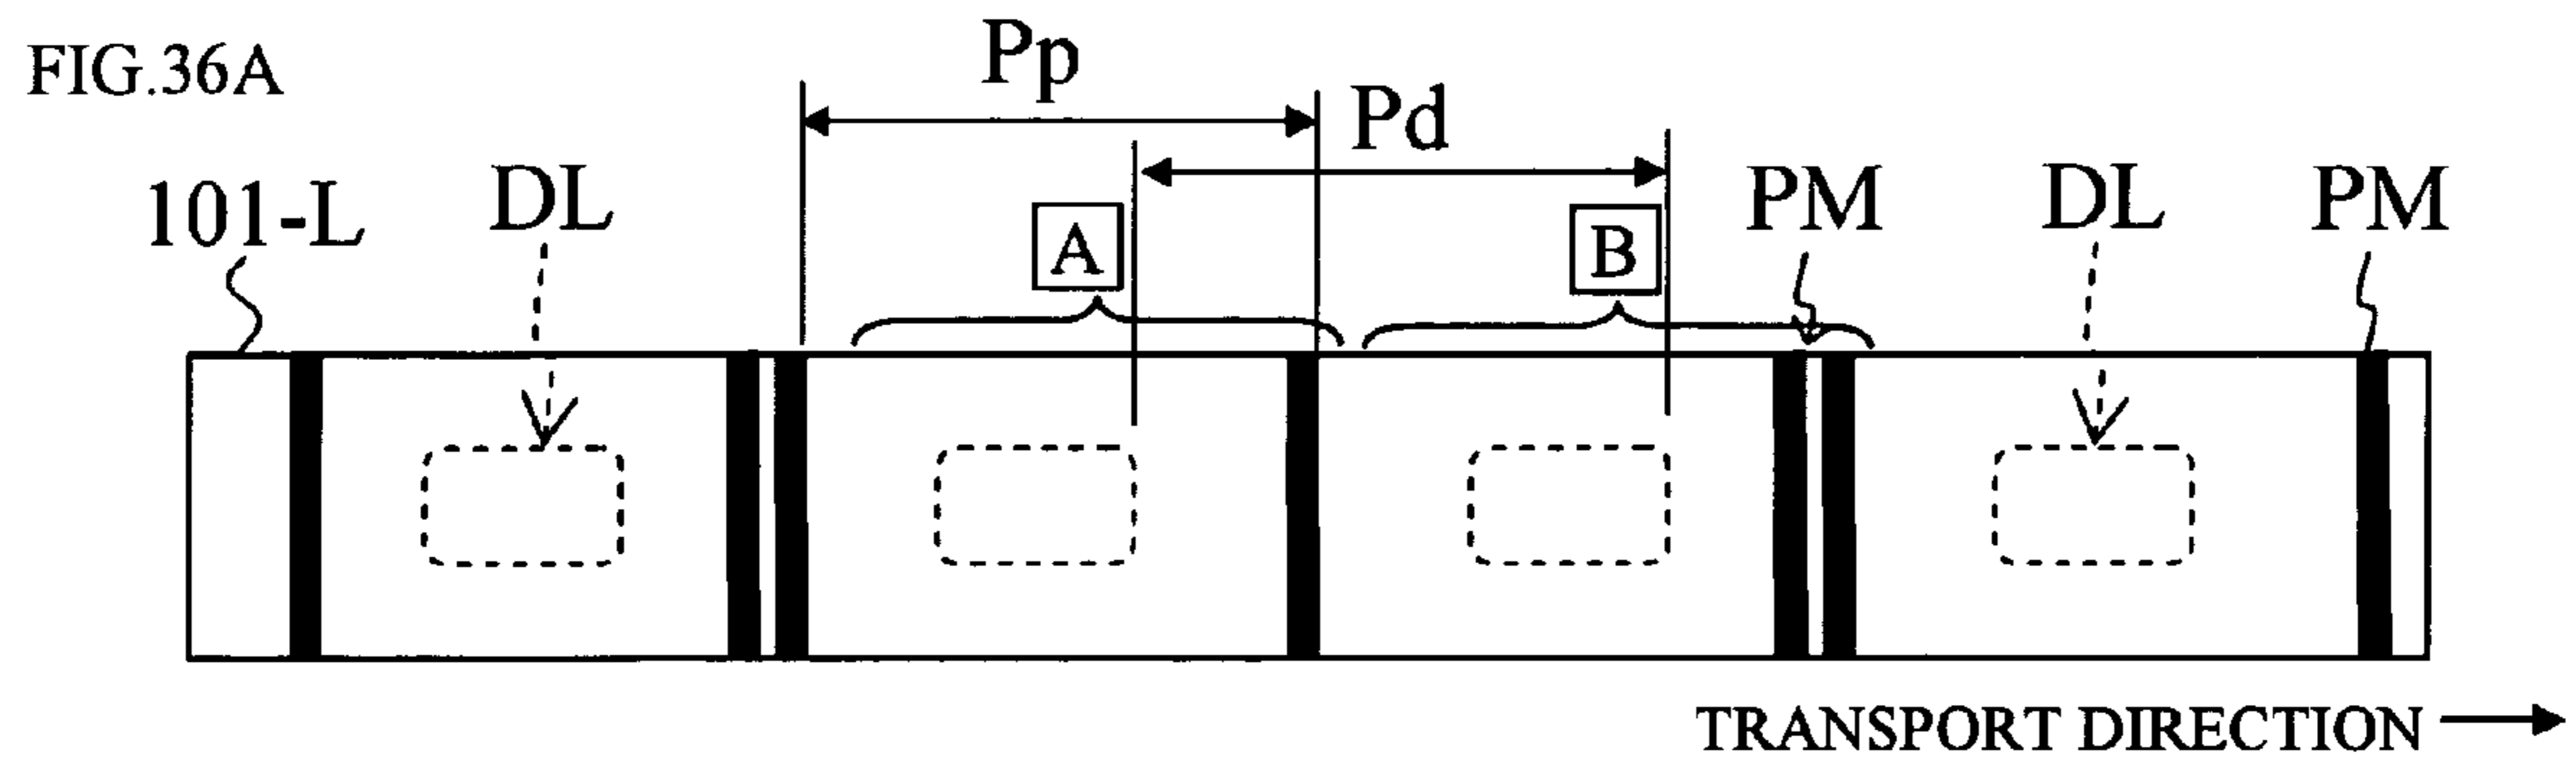 FIG.36A
Pp
Pd
101-L
DL
A
B
PM
DL
PM
TRANSPORT DIRECTION